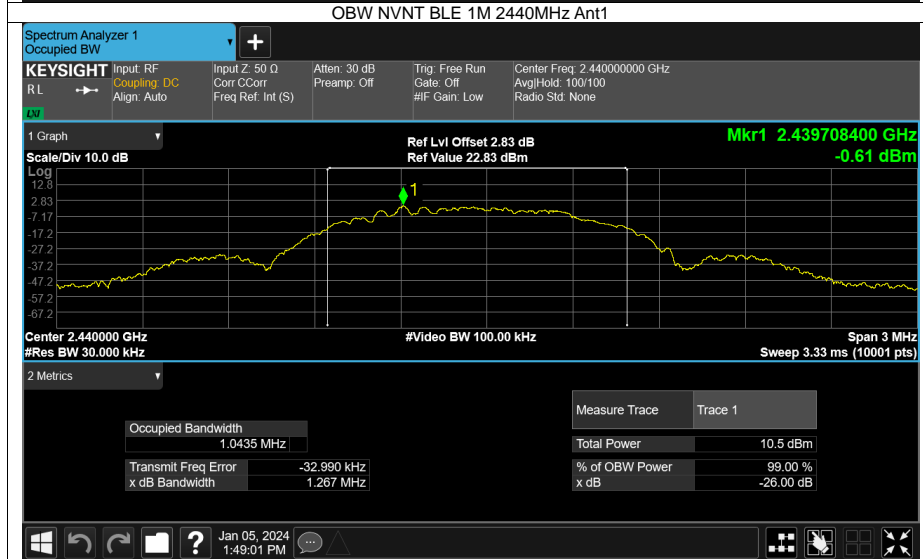 OBW NVNT BLE 1M 2440MHz Ant1
Spectrum Analyzer 1
Occupied BW
KEYSIGHT
R L
LNI
Input: RF
Coupling: DC
Align: Auto
Input Z: 50 Ω
Corr CCorr
Freq Ref: Int (S)
Atten: 30 dB
Preamp: Off
Trig: Free Run
Gate: Off
#IF Gain: Low
Center Freq: 2.440000000 GHz
Avg|Hold: 100/100
Radio Std: None
1 Graph
Scale/Div 10.0 dB
Ref Lvl Offset 2.83 dB
Ref Value 22.83 dBm
Mkr1 2.439708400 GHz
-0.61 dBm
Log
12.8
2.83
-7.17
-17.2
-27.2
-37.2
-47.2
-57.2
-67.2
1
Center 2.440000 GHz
#Res BW 30.000 kHz
#Video BW 100.00 kHz
Span 3 MHz
Sweep 3.33 ms (10001 pts)
2 Metrics
Occupied Bandwidth
1.0435 MHz
Transmit Freq Error -32.990 kHz
x dB Bandwidth 1.267 MHz
Measure Trace Trace 1
Total Power 10.5 dBm
% of OBW Power 99.00 %
x dB -26.00 dB
?
Jan 05, 2024
1:49:01 PM